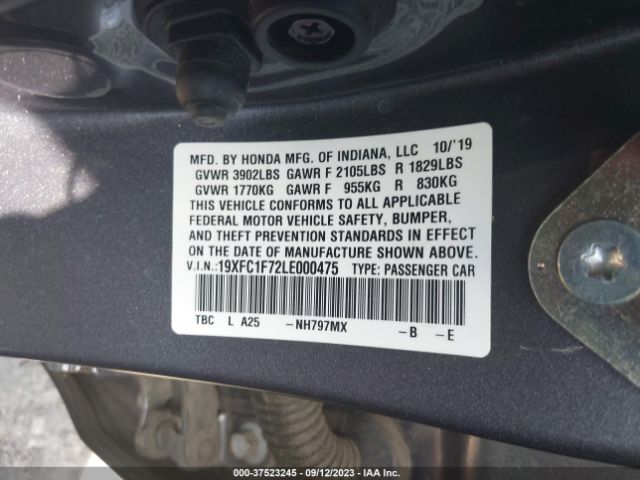 MFD. BY HONDA MFG. OF INDIANA, LLC 10/'19
GVWR 3902LBS GAWR F 2105LBS R 1829LBS
GVWR 1770KG GAWR F 955KG R 830KG
THIS VEHICLE CONFORMS TO ALL APPLICABLE
FEDERAL MOTOR VEHICLE SAFETY, BUMPER,
AND THEFT PREVENTION STANDARDS IN EFFECT
ON THE DATE OF MANUFACTURE SHOWN ABOVE.
V.I.N.:19XFC1F72LE000475 TYPE: PASSENGER CAR
TBC L A25 -NH797MX -B -E
000-37523245 - 09/12/2023 - IAA Inc.